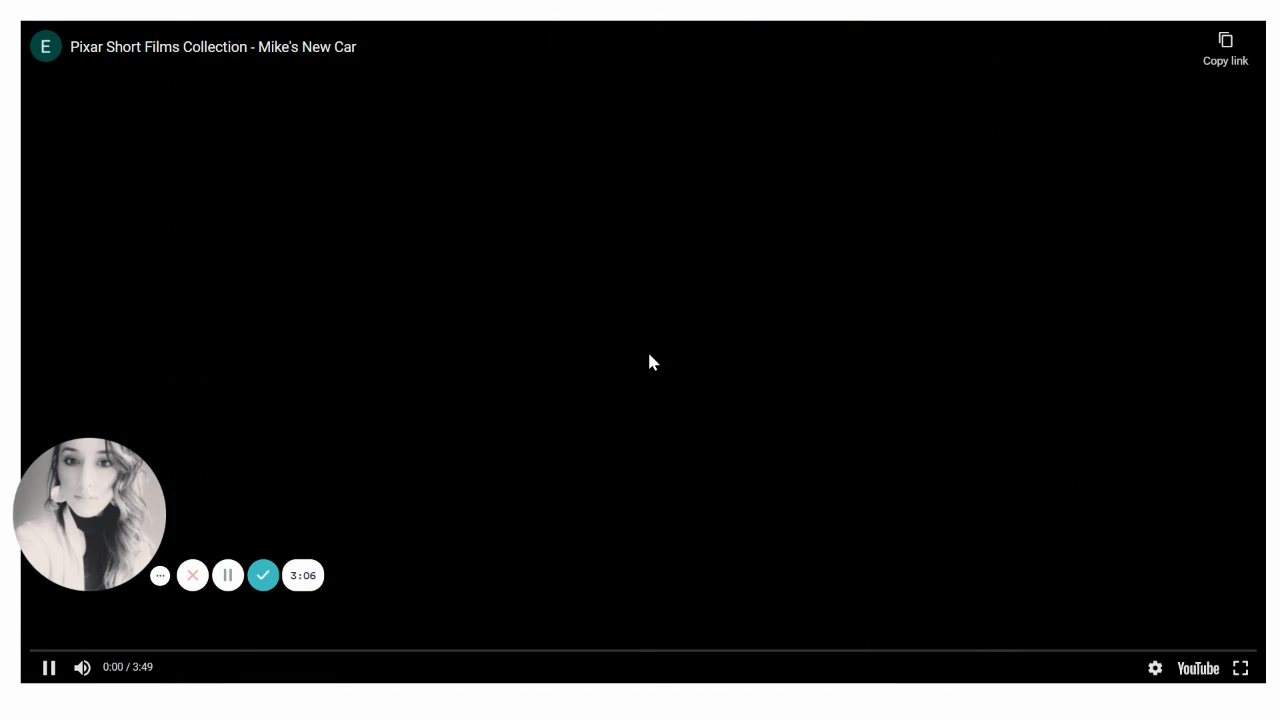 E
Pixar Short Films Collection - Mike's New Car
Copy link
3:06
0:00 / 3:49
YouTube